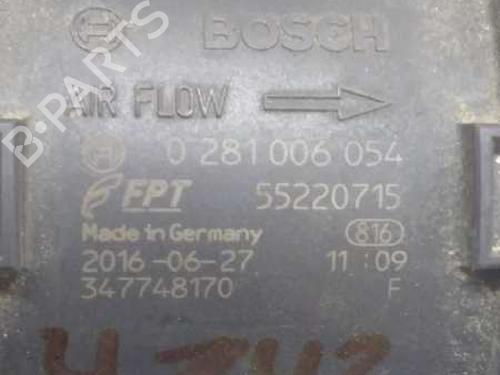 BOSCH
B-PARTS
AIR FLOW
0 281 006 054
FPT 55220715
Made in Germany 816
2016-06-27 11:09
347748170 F